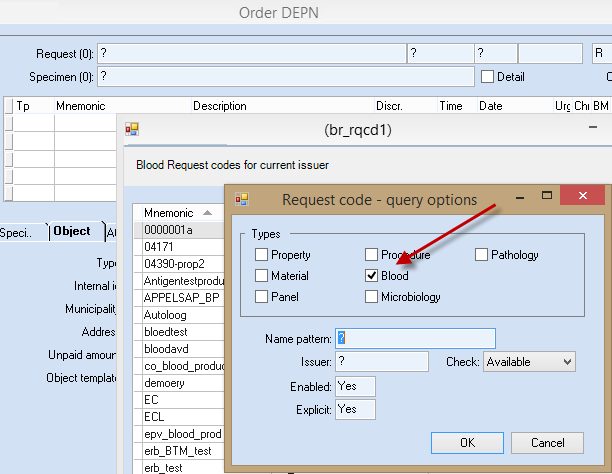 Order DEPN
Request (0): ? ? ? R
Specimen (0): ? Detail
Tp Mnemonic Description Discr. Time Date Urg Chi BM
(br_rqcd1)
Blood Request codes for current issuer
Mnemonic
0000001a
04171
04390-prop2
Antigentestprodu
APPELSAP_BP
Autoloog
bloedtest
bloodavd
co_blood_produc
demoery
EC
ECL
epv_blood_prod
erb_BTM_test
erb_test
Speci.. Object
Type
Internal id
Municipality
Address
Unpaid amoun
Object template
Request code - query options
Types
Property Procedure Pathology
Material Blood
Panel Microbiology
Name pattern: ?
Issuer: ? Check: Available
Enabled: Yes
Explicit: Yes
OK Cancel